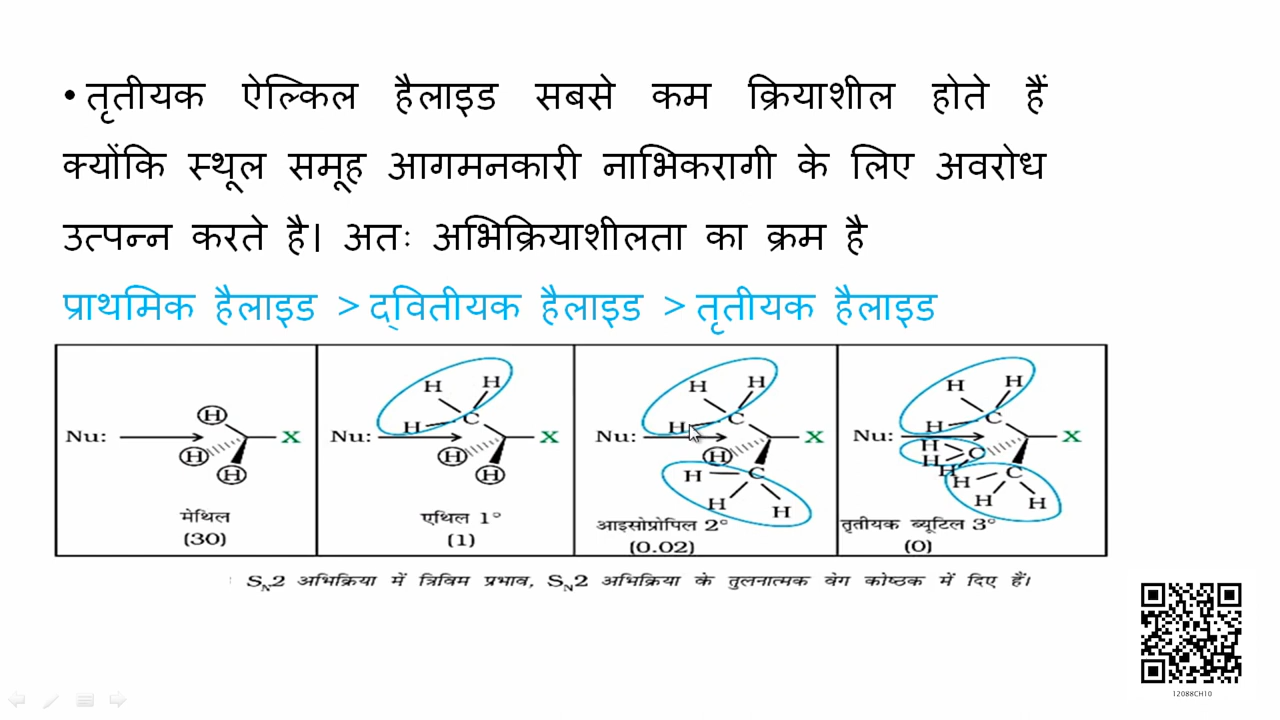 • तृतीयक ऐल्किल हैलाइड सबसे कम क्रियाशील होते हैं
क्योंकि स्थूल समूह आगमनकारी नाभिकरागी के लिए अवरोध
उत्पन्न करते है। अतः अभिक्रियाशीलता का क्रम है
प्राथमिक हैलाइड > द्वितीयक हैलाइड > तृतीयक हैलाइड
Nu: H H H X
मेथिल
(30)
Nu: H H H C H H X
एथिल 1°
(1)
Nu: H H H C H H C H H X
आइसोप्रोपिल 2°
(0.02)
Nu: H H H C H H H C H C H H X
तृतीयक ब्यूटिल 3°
(0)
SN2 अभिक्रिया में त्रिविम प्रभाव, SN2 अभिक्रिया के तुलनात्मक वेग कोष्ठक में दिए हैं।
12088CH10